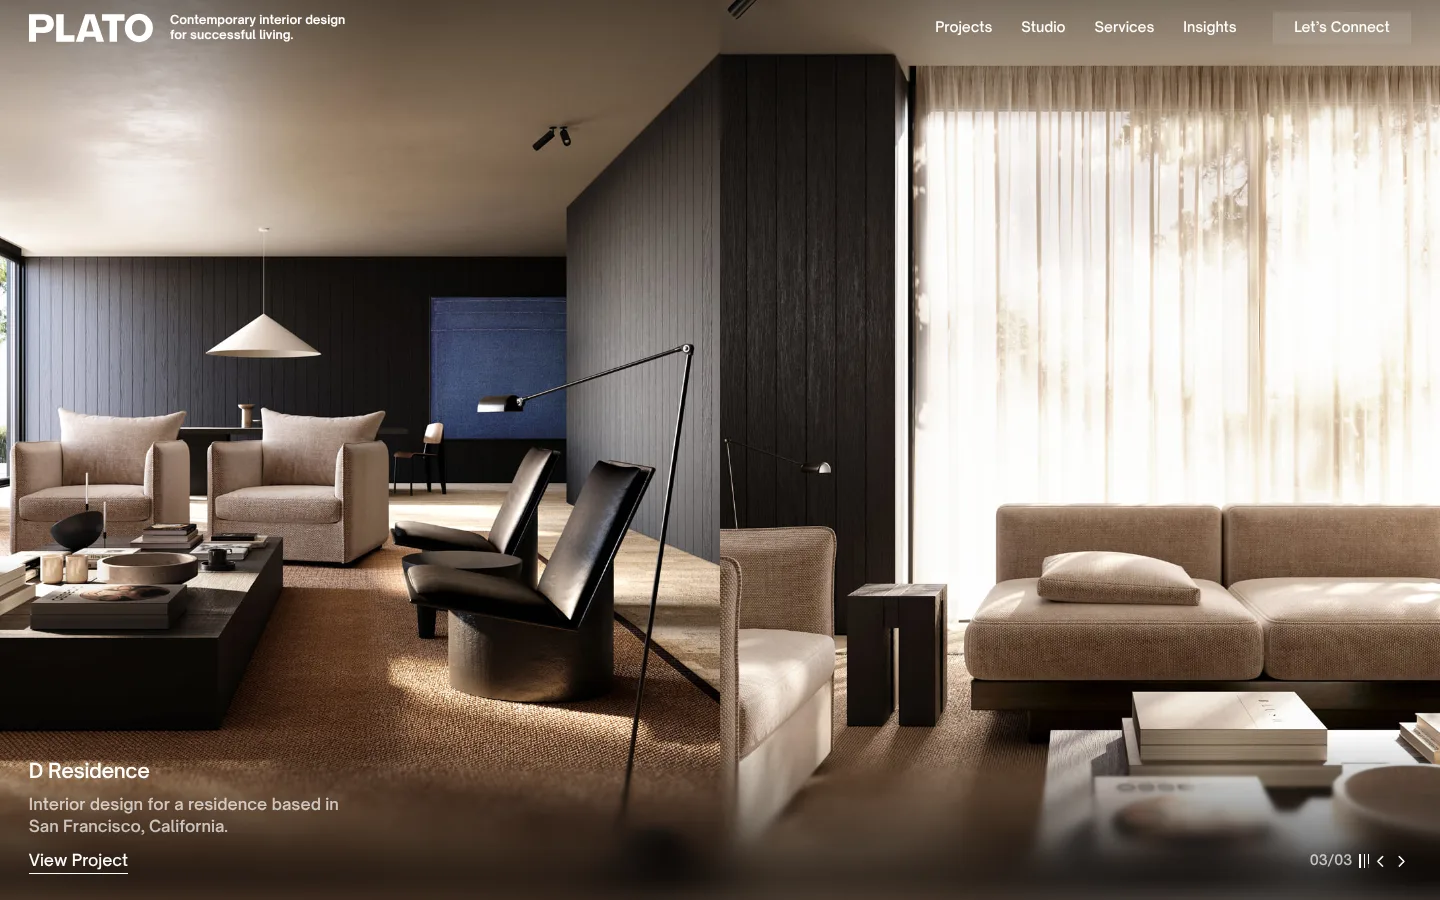 PLATO
Contemporary interior design
for successful living.
Projects
Studio
Services
Insights
Let's Connect
D Residence
Interior design for a residence based in
San Francisco, California.
View Project
03/03